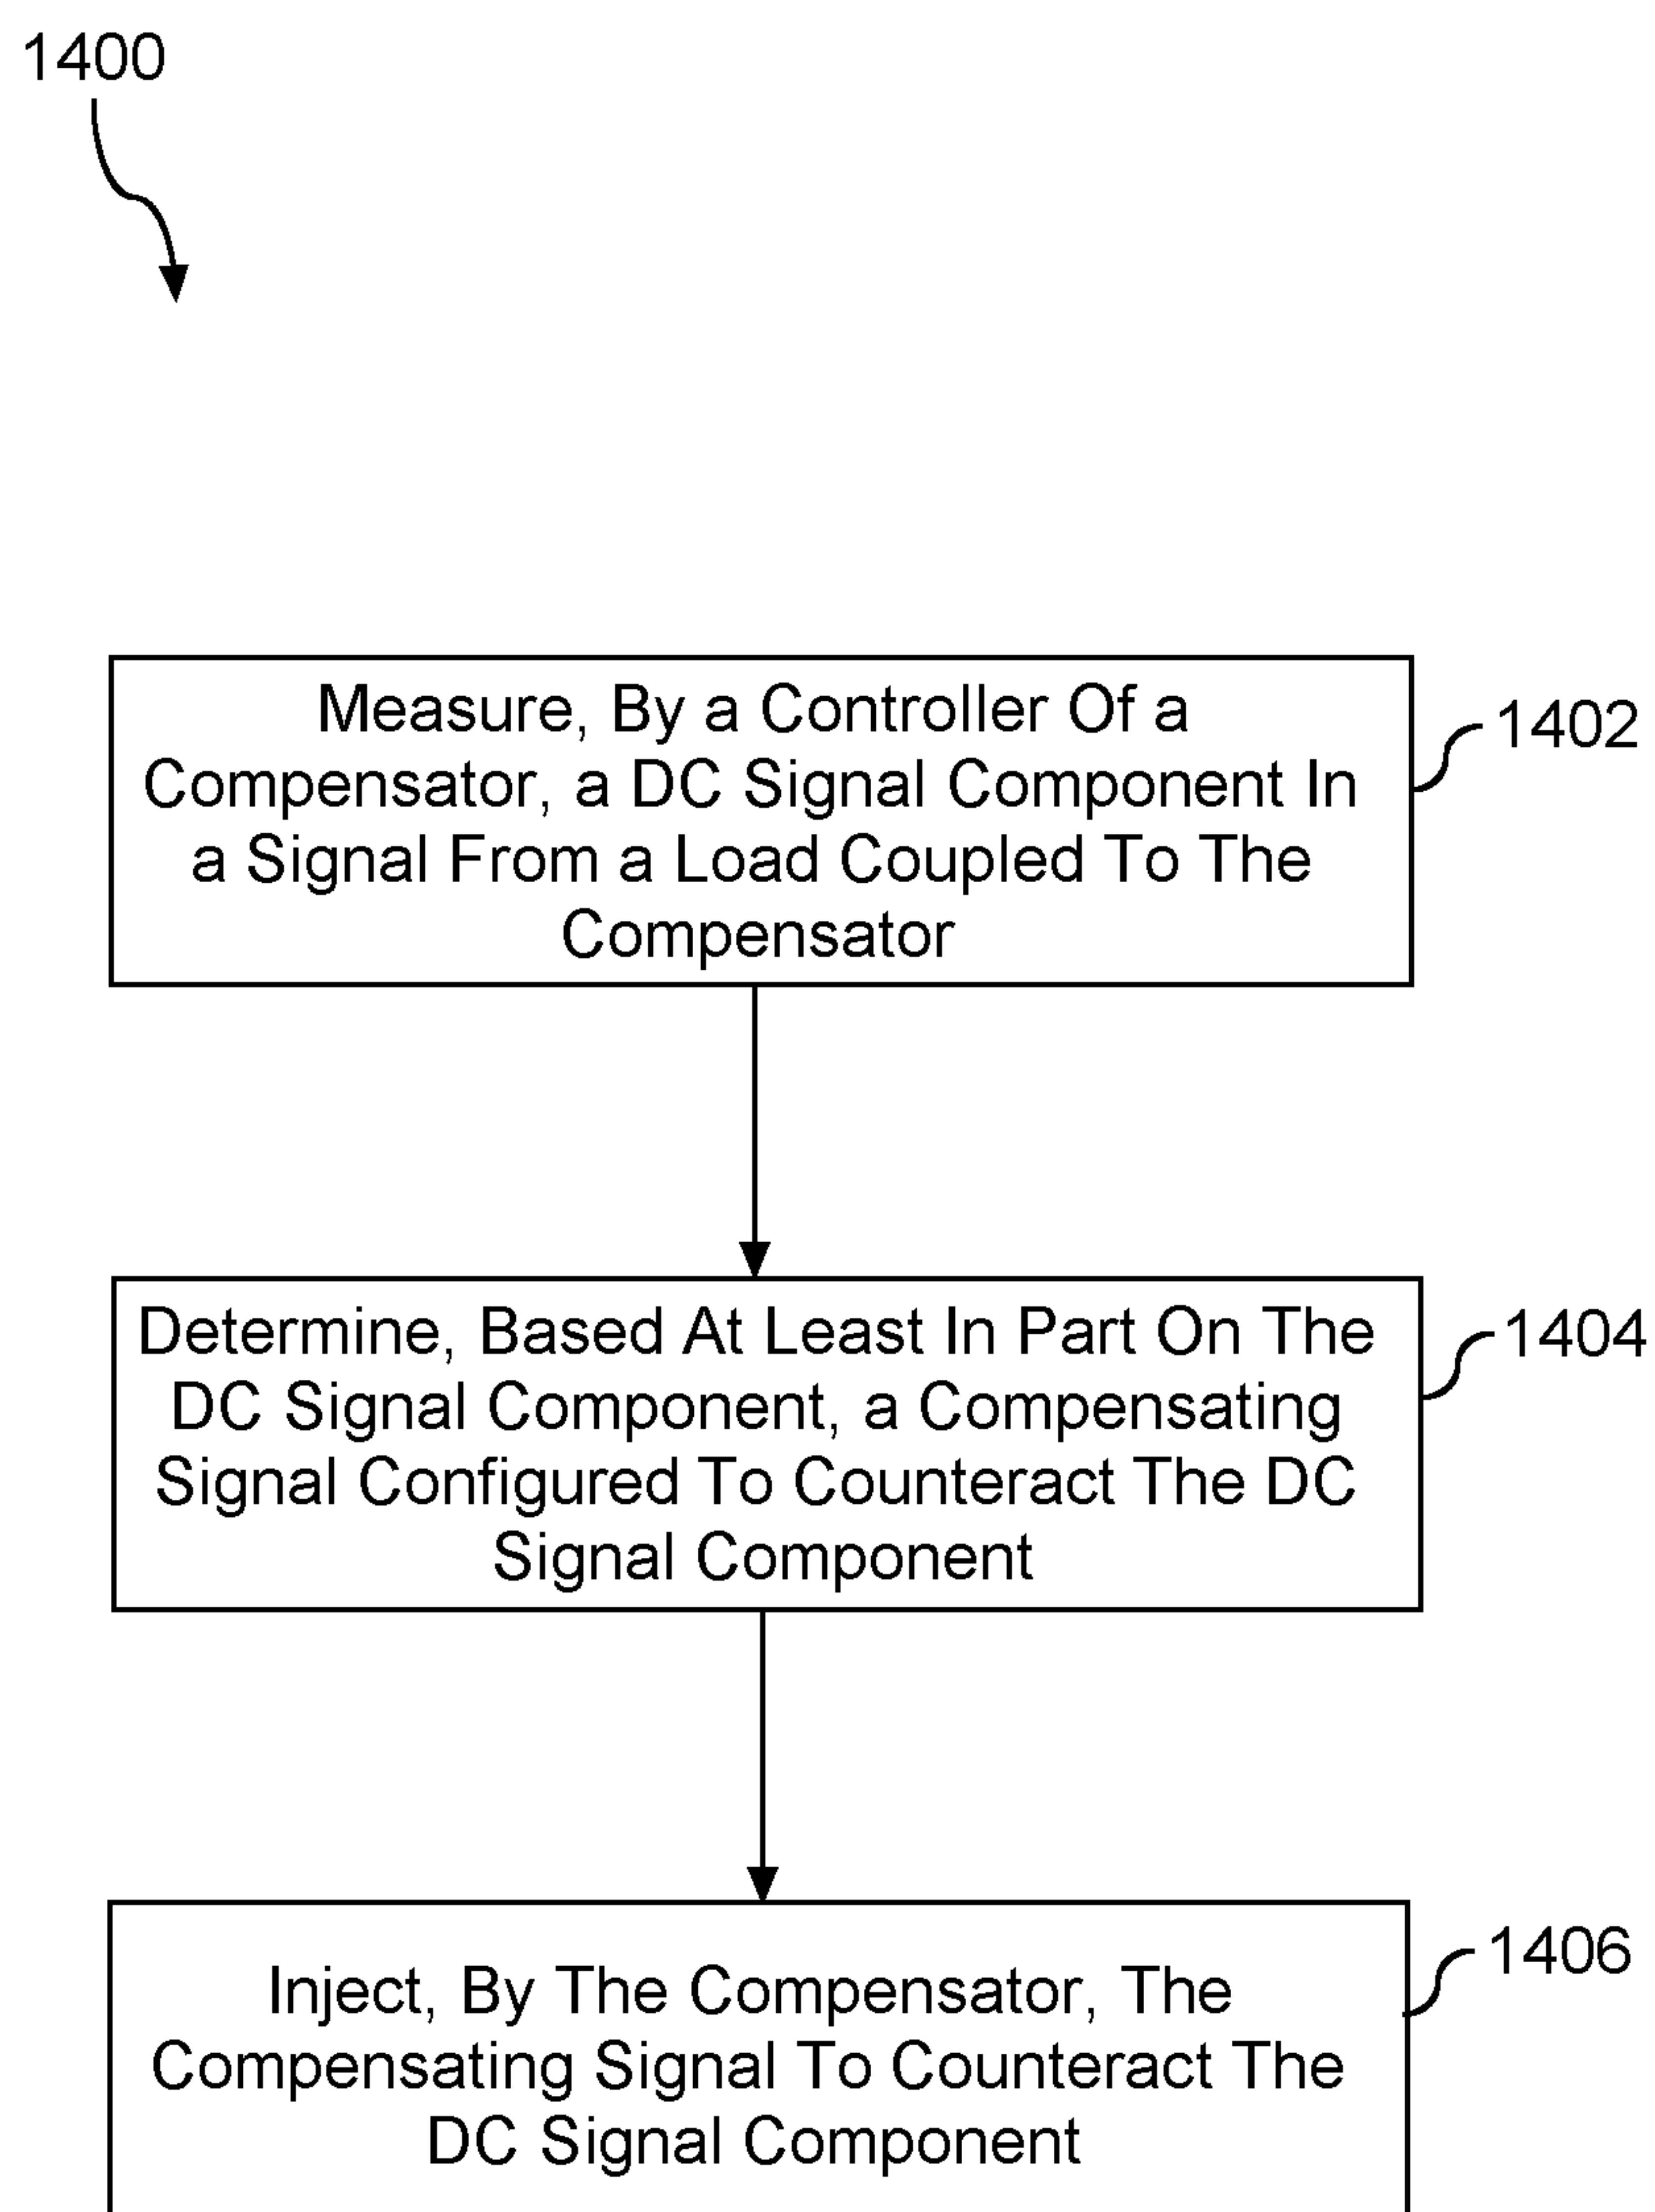 1400
Measure, By a Controller Of a
Compensator, a DC Signal Component In
a Signal From a Load Coupled To The
Compensator
1402
Determine, Based At Least In Part On The
DC Signal Component, a Compensating
Signal Configured To Counteract The DC
Signal Component
1404
Inject, By The Compensator, The
Compensating Signal To Counteract The
DC Signal Component
1406